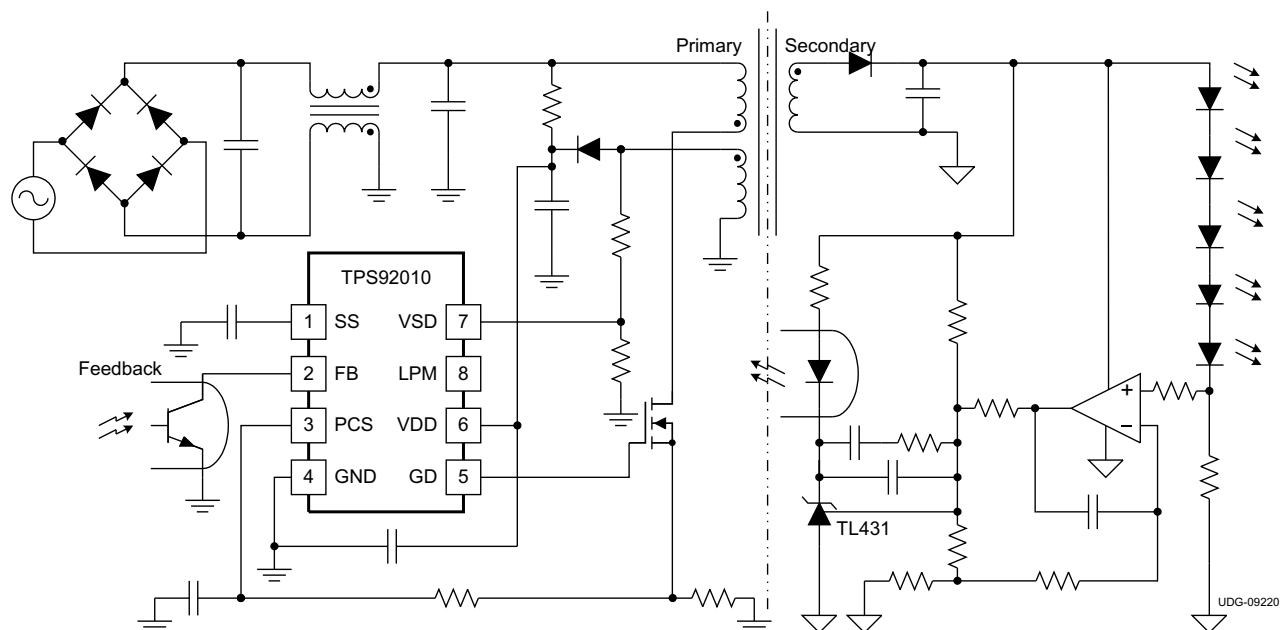 Primary Secondary
TPS92010
1 SS VSD 7
Feedback
2 FB LPM 8
3 PCS VDD 6
4 GND GD 5
+
−
TL431
UDG-09220